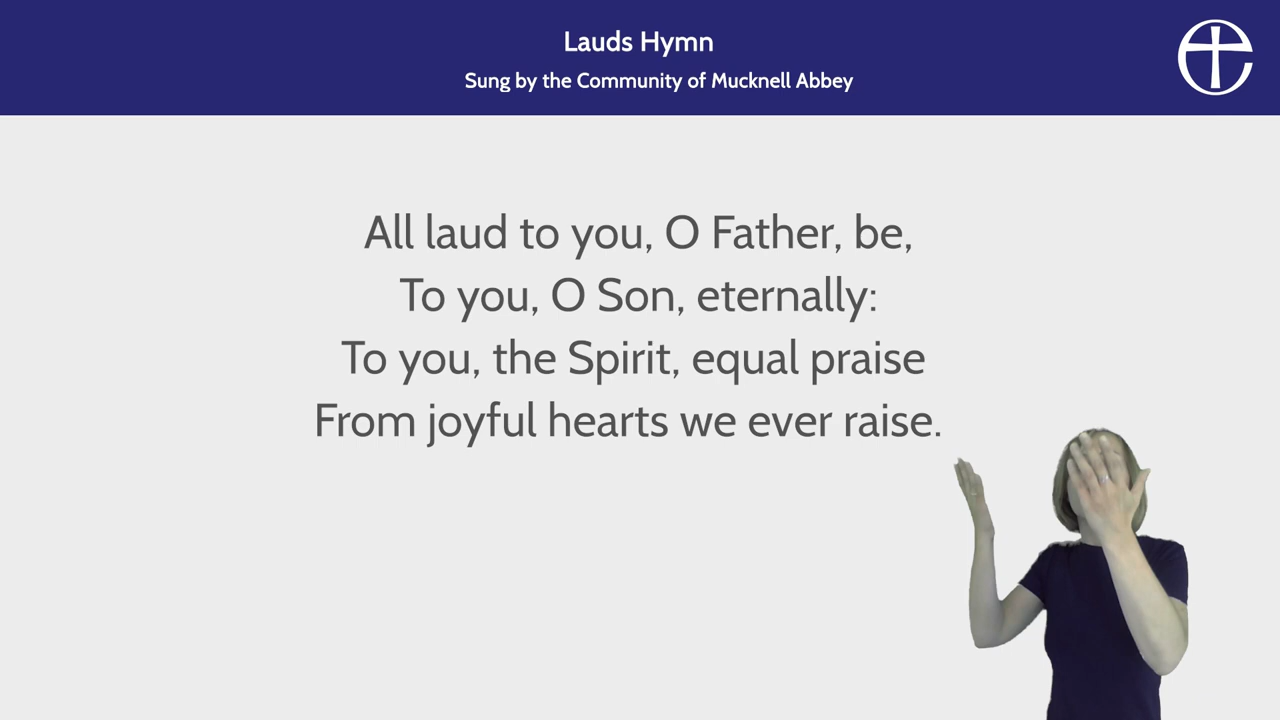 Lauds Hymn
Sung by the Community of Mucknell Abbey
All laud to you, O Father, be,
To you, O Son, eternally:
To you, the Spirit, equal praise
From joyful hearts we ever raise.